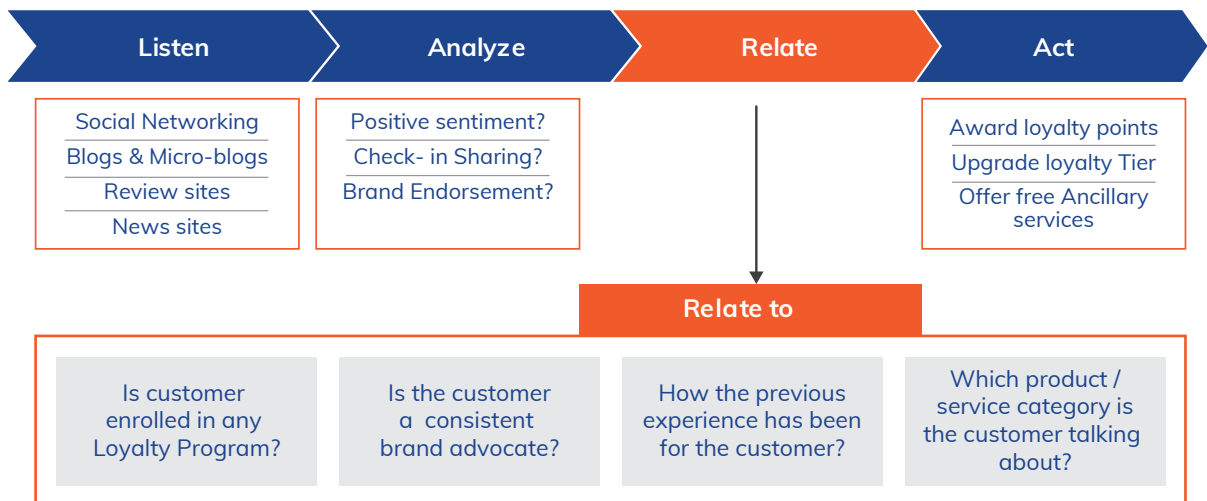 Listen
Analyze
Relate
Act
Social Networking
Blogs & Micro-blogs
Review sites
News sites
Positive sentiment?
Check- in Sharing?
Brand Endorsement?
Award loyalty points
Upgrade loyalty Tier
Offer free Ancillary
services
Relate to
Is customer
enrolled in any
Loyalty Program?
Is the customer
a consistent
brand advocate?
How the previous
experience has been
for the customer?
Which product /
service category is
the customer talking
about?